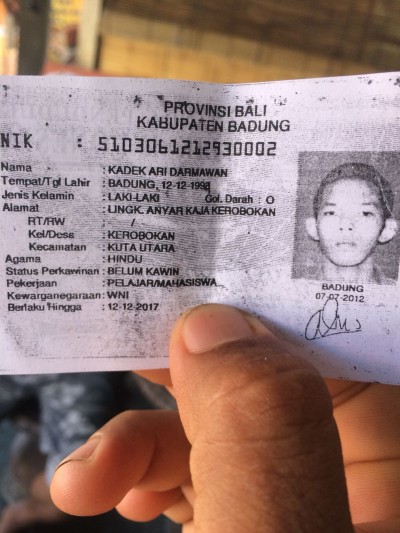 PROVINSI BALI
KABUPATEN BADUNG
NIK : 5103061212930002
Nama : KADEK ARI DARMAWAN
Tempat/Tgl Lahir : BADUNG, 12-12-1993
Jenis Kelamin : LAKI-LAKI Gol. Darah : O
Alamat : LINGK. ANYAR KAJA KEROBOKAN
RT/RW : /
Kel/Desa : KEROBOKAN
Kecamatan : KUTA UTARA
Agama : HINDU
Status Perkawinan : BELUM KAWIN
Pekerjaan : PELAJAR/MAHASISWA
Kewarganegaraan : WNI
Berlaku Hingga : 12-12-2017
BADUNG
07-07-2012